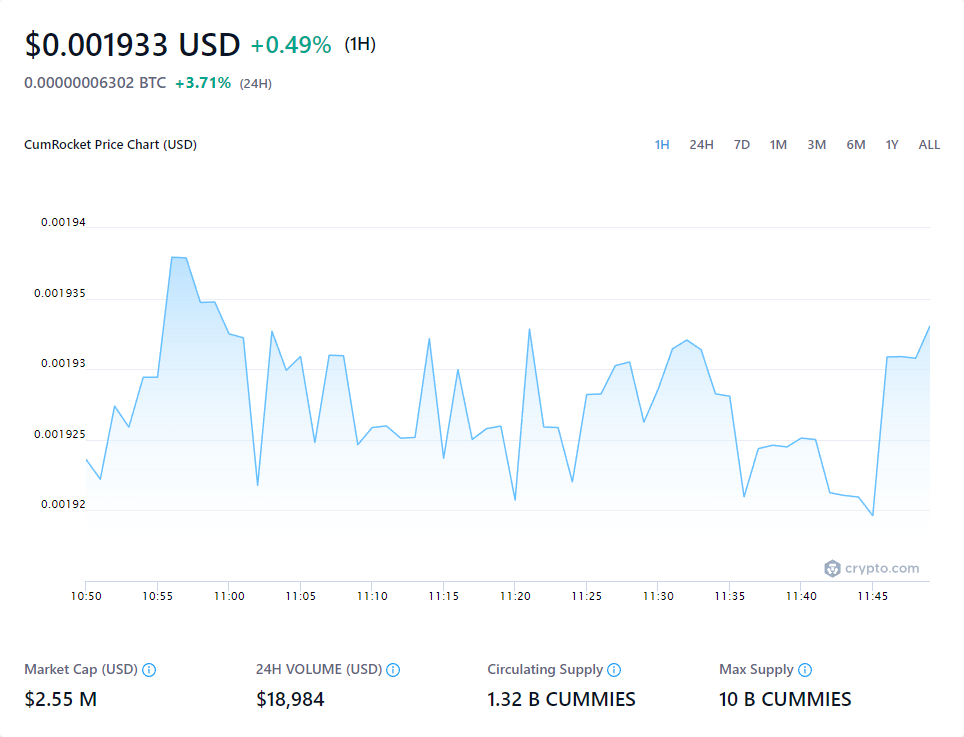 $0.001933 USD +0.49% (1H)
0.00000006302 BTC +3.71% (24H)
CumRocket Price Chart (USD) 1H 24H 7D 1M 3M 6M 1Y ALL
0.00194
0.001935
0.00193
0.001925
0.00192
crypto.com
10:50 10:55 11:00 11:05 11:10 11:15 11:20 11:25 11:30 11:35 11:40 11:45
Market Cap (USD) 24H VOLUME (USD) Circulating Supply Max Supply
$2.55 M $18,984 1.32 B CUMMIES 10 B CUMMIES